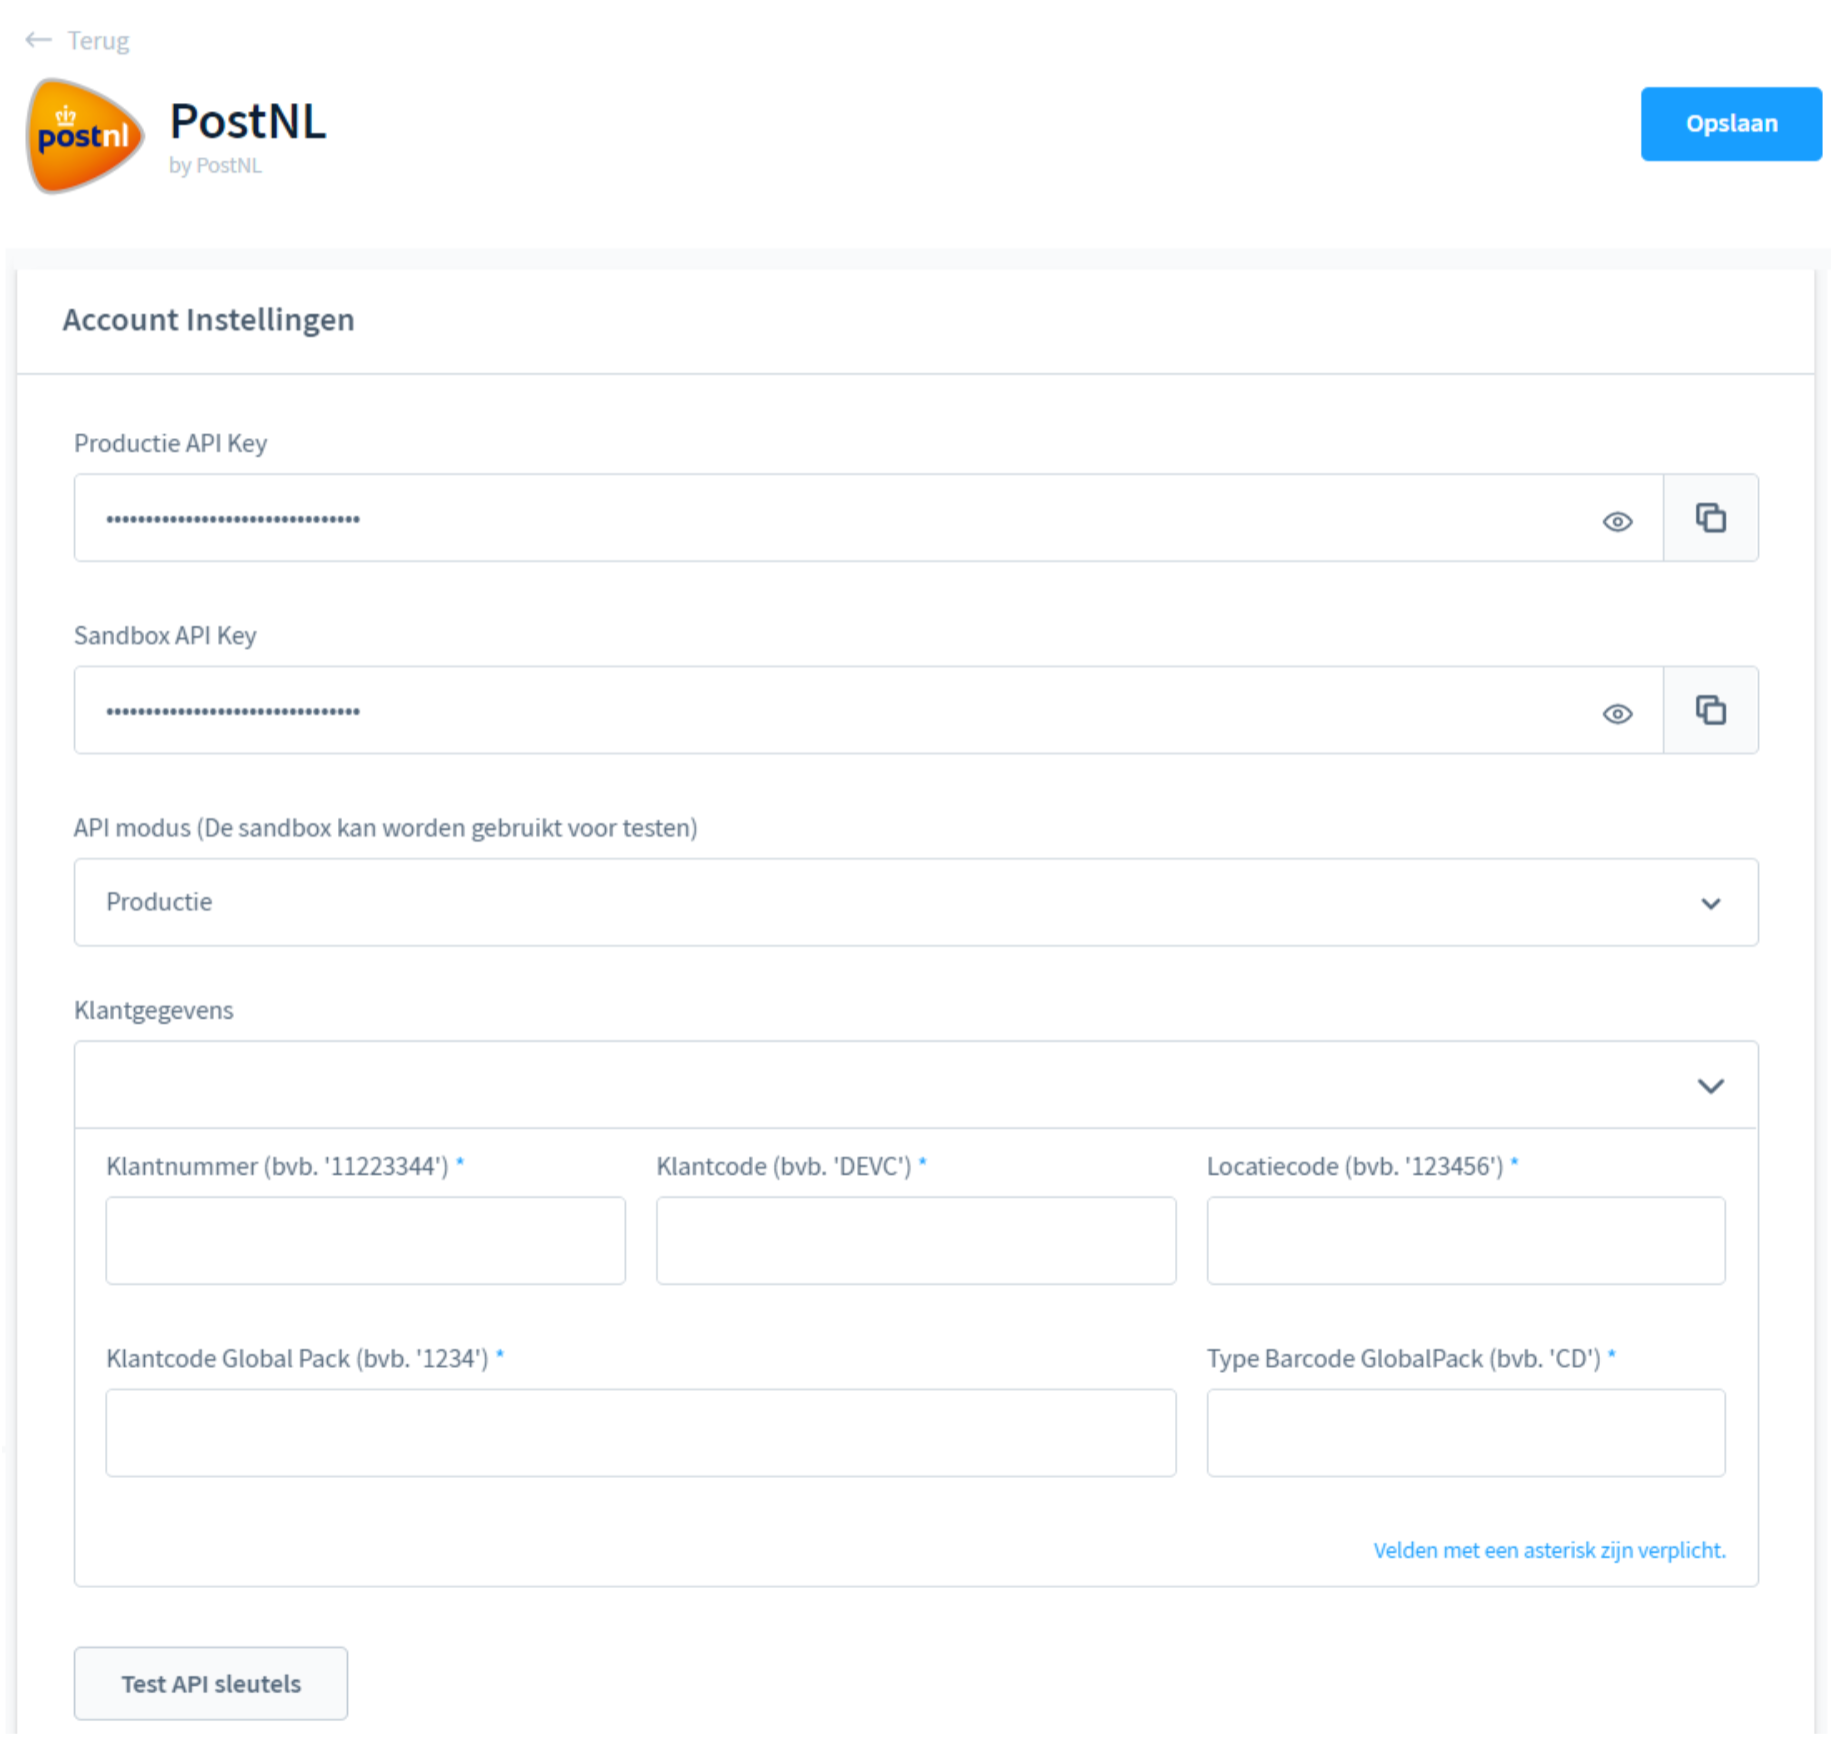 ← Terug
postnl
PostNL
by PostNL
Opslaan
Account Instellingen
Productie API Key
••••••••••••••••••••••••••••••••
Sandbox API Key
••••••••••••••••••••••••••••••••
API modus (De sandbox kan worden gebruikt voor testen)
Productie
Klantgegevens
Klantnummer (bvb. '11223344') *
Klantcode (bvb. 'DEVC') *
Locatiecode (bvb. '123456') *
Klantcode Global Pack (bvb. '1234') *
Type Barcode GlobalPack (bvb. 'CD') *
Velden met een asterisk zijn verplicht.
Test API sleutels